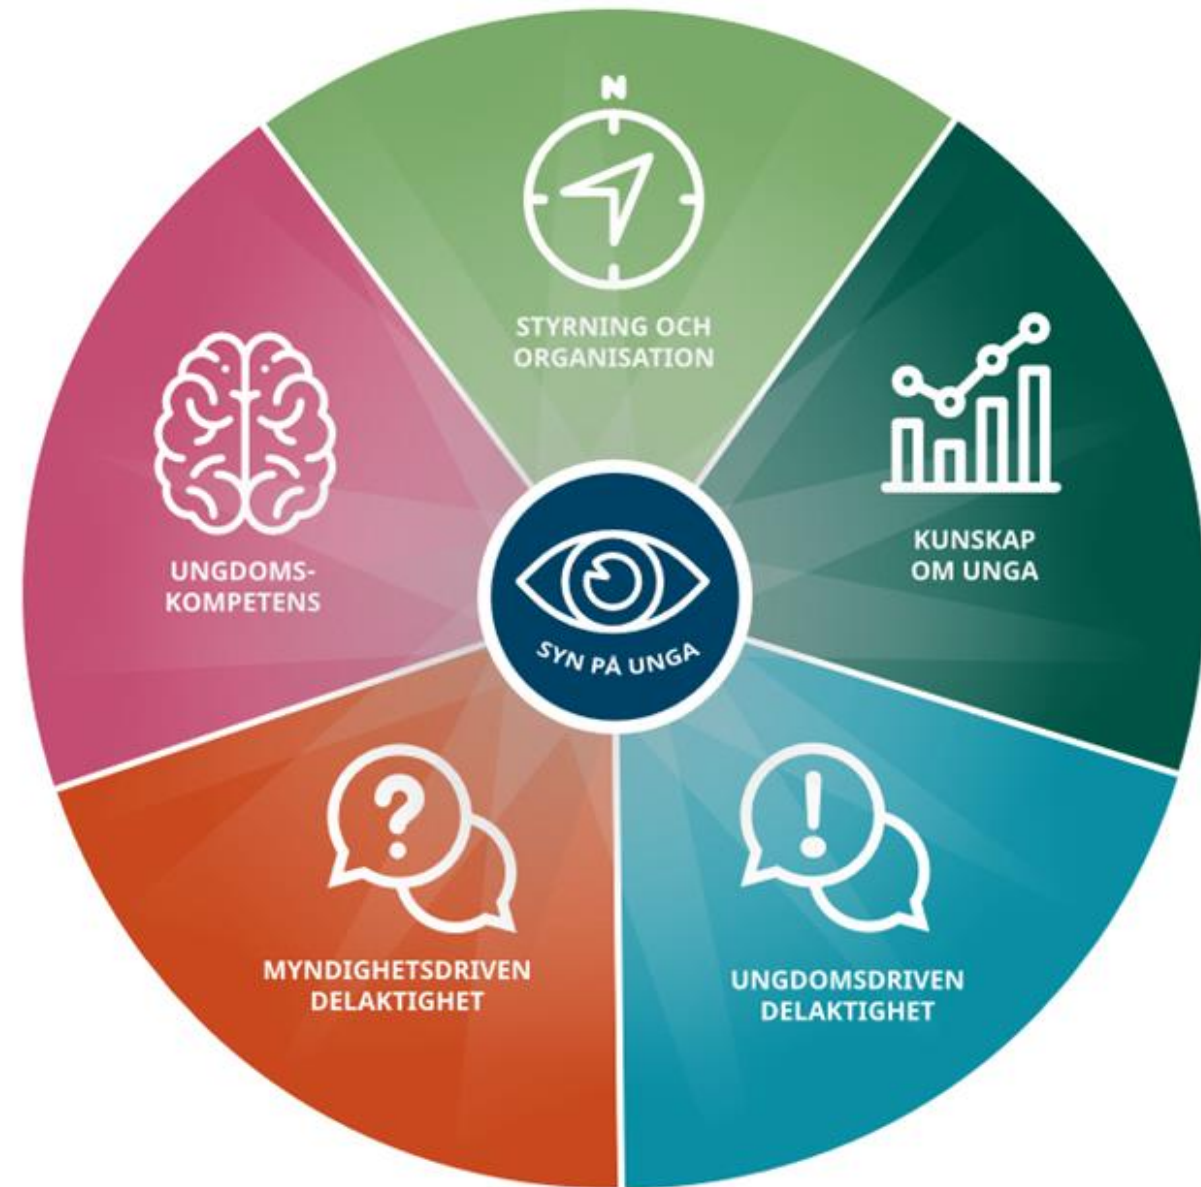 N
STYRNING OCH
ORGANISATION
KUNSKAP
OM UNGA
UNGDOMS-
KOMPETENS
SYN PÅ UNGA
MYNDIGHETSDRIVEN
DELAKTIGHET
UNGDOMSDRIVEN
DELAKTIGHET